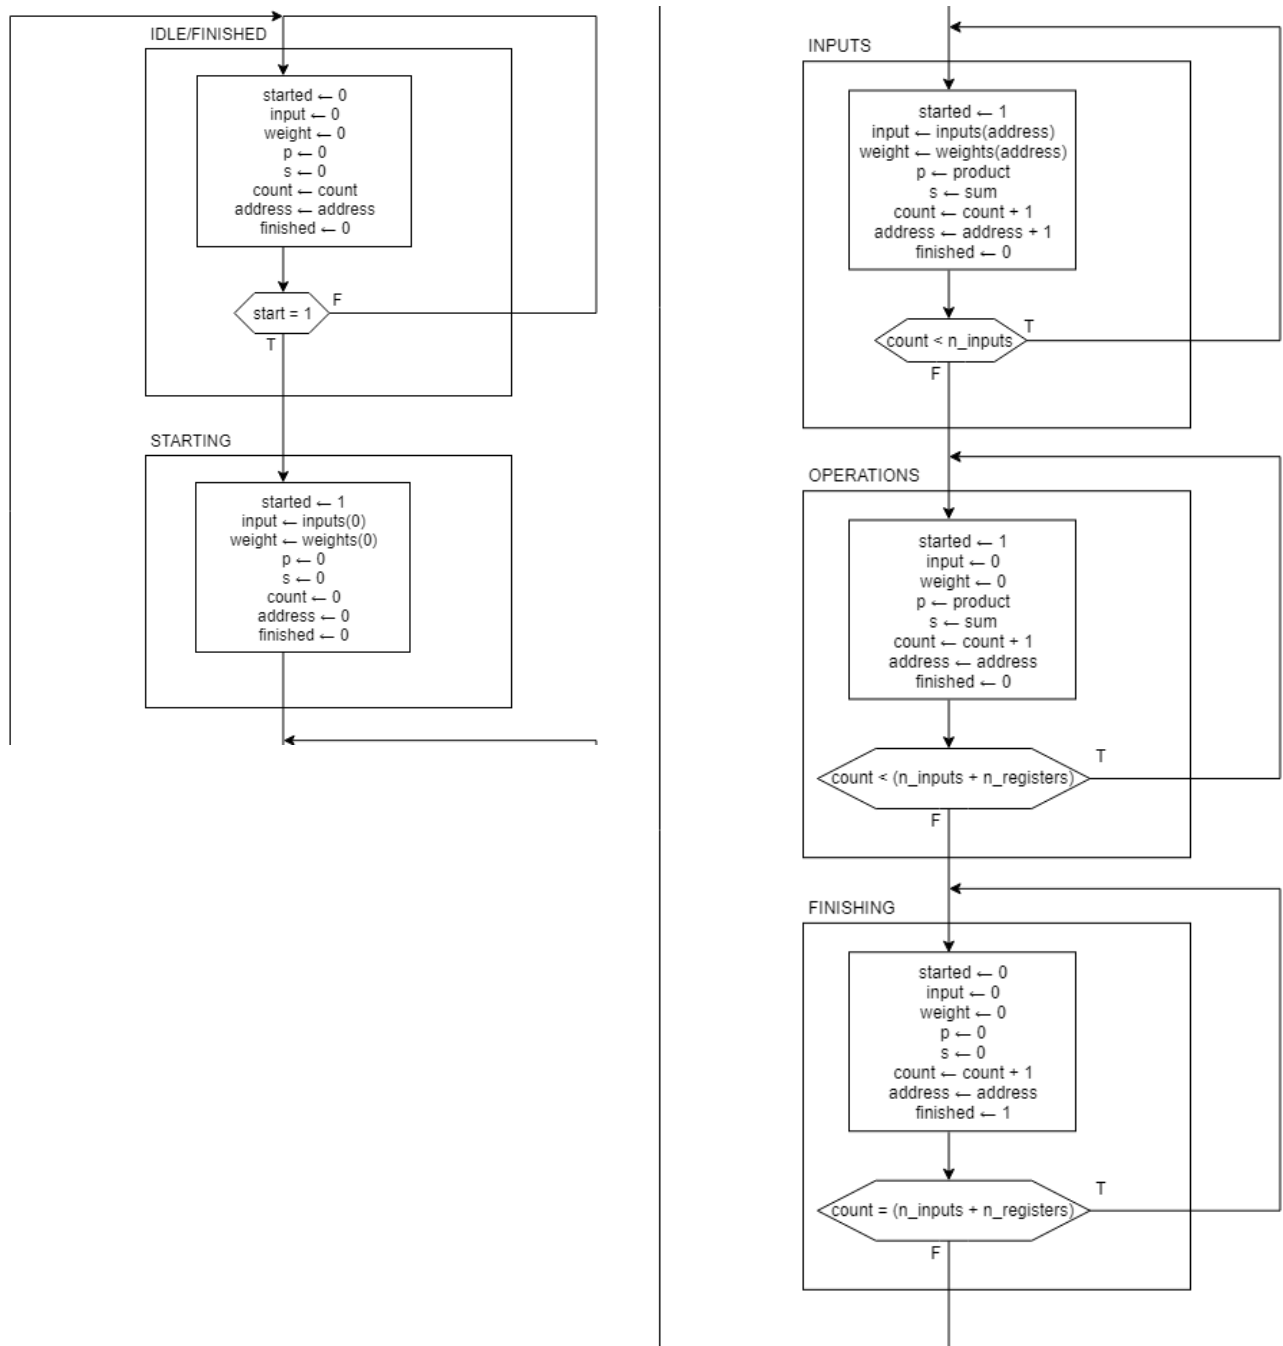 IDLE/FINISHED
started ← 0
input ← 0
weight ← 0
p ← 0
s ← 0
count ← count
address ← address
finished ← 0
start = 1
F
T
STARTING
started ← 1
input ← inputs(0)
weight ← weights(0)
p ← 0
s ← 0
count ← 0
address ← 0
finished ← 0
INPUTS
started ← 1
input ← inputs(address)
weight ← weights(address)
p ← product
s ← sum
count ← count + 1
address ← address + 1
finished ← 0
count < n_inputs
T
F
OPERATIONS
started ← 1
input ← 0
weight ← 0
p ← product
s ← sum
count ← count + 1
address ← address
finished ← 0
count < (n_inputs + n_registers)
T
F
FINISHING
started ← 0
input ← 0
weight ← 0
p ← 0
s ← 0
count ← count + 1
address ← address
finished ← 1
count = (n_inputs + n_registers)
T
F